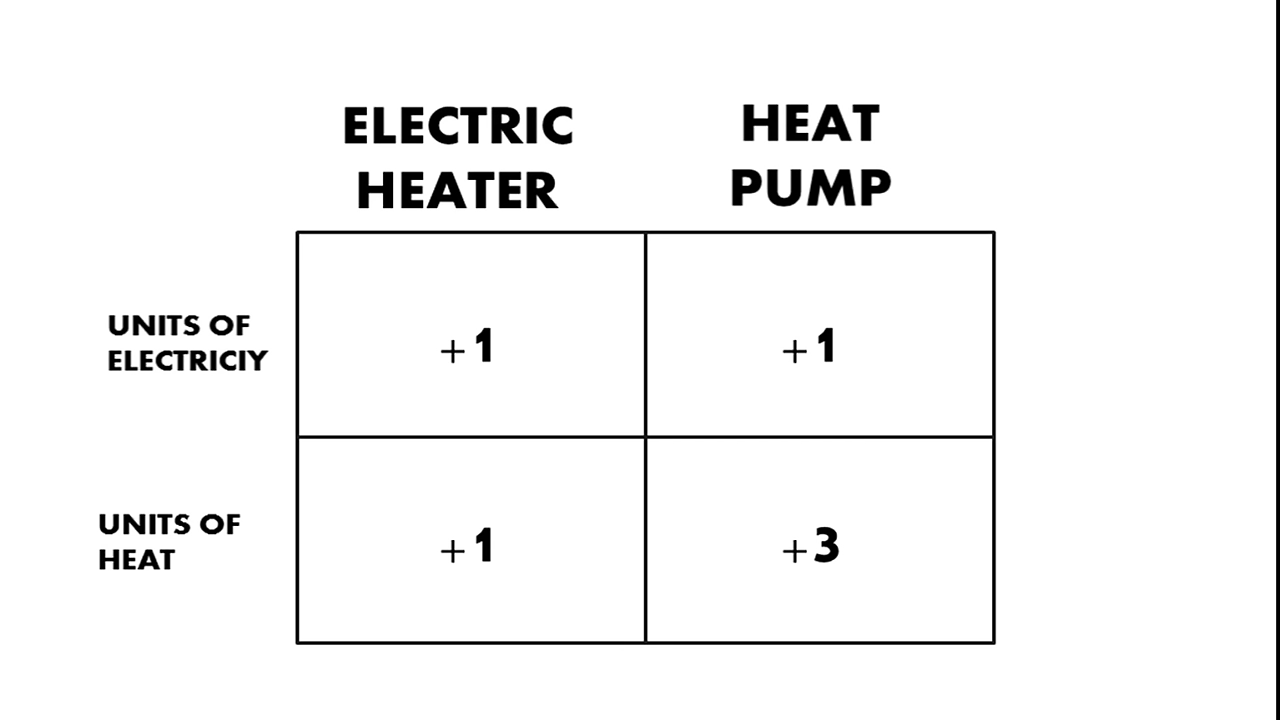 ELECTRIC
HEATER
HEAT
PUMP
UNITS OF
ELECTRICIY
+1
+1
UNITS OF
HEAT
+1
+3